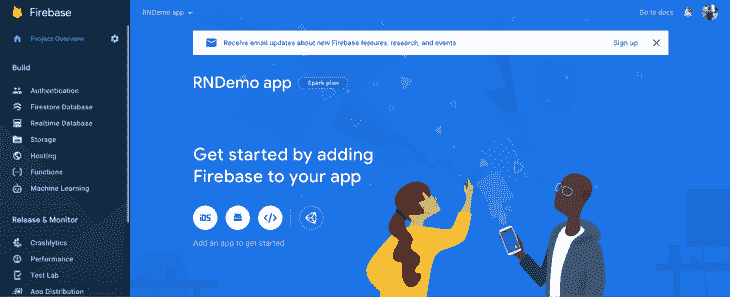 Firebase
RNDemo app
Go to docs
Project Overview
Receive email updates about new Firebase features, research, and events
Sign up
Build
RNDemo app
Spark plan
Authentication
Firestore Database
Realtime Database
Storage
Hosting
Functions
Machine Learning
Get started by adding
Firebase to your app
iOS
</>
Add an app to get started
Release & Monitor
Crashlytics
Performance
Test Lab
App Distribution